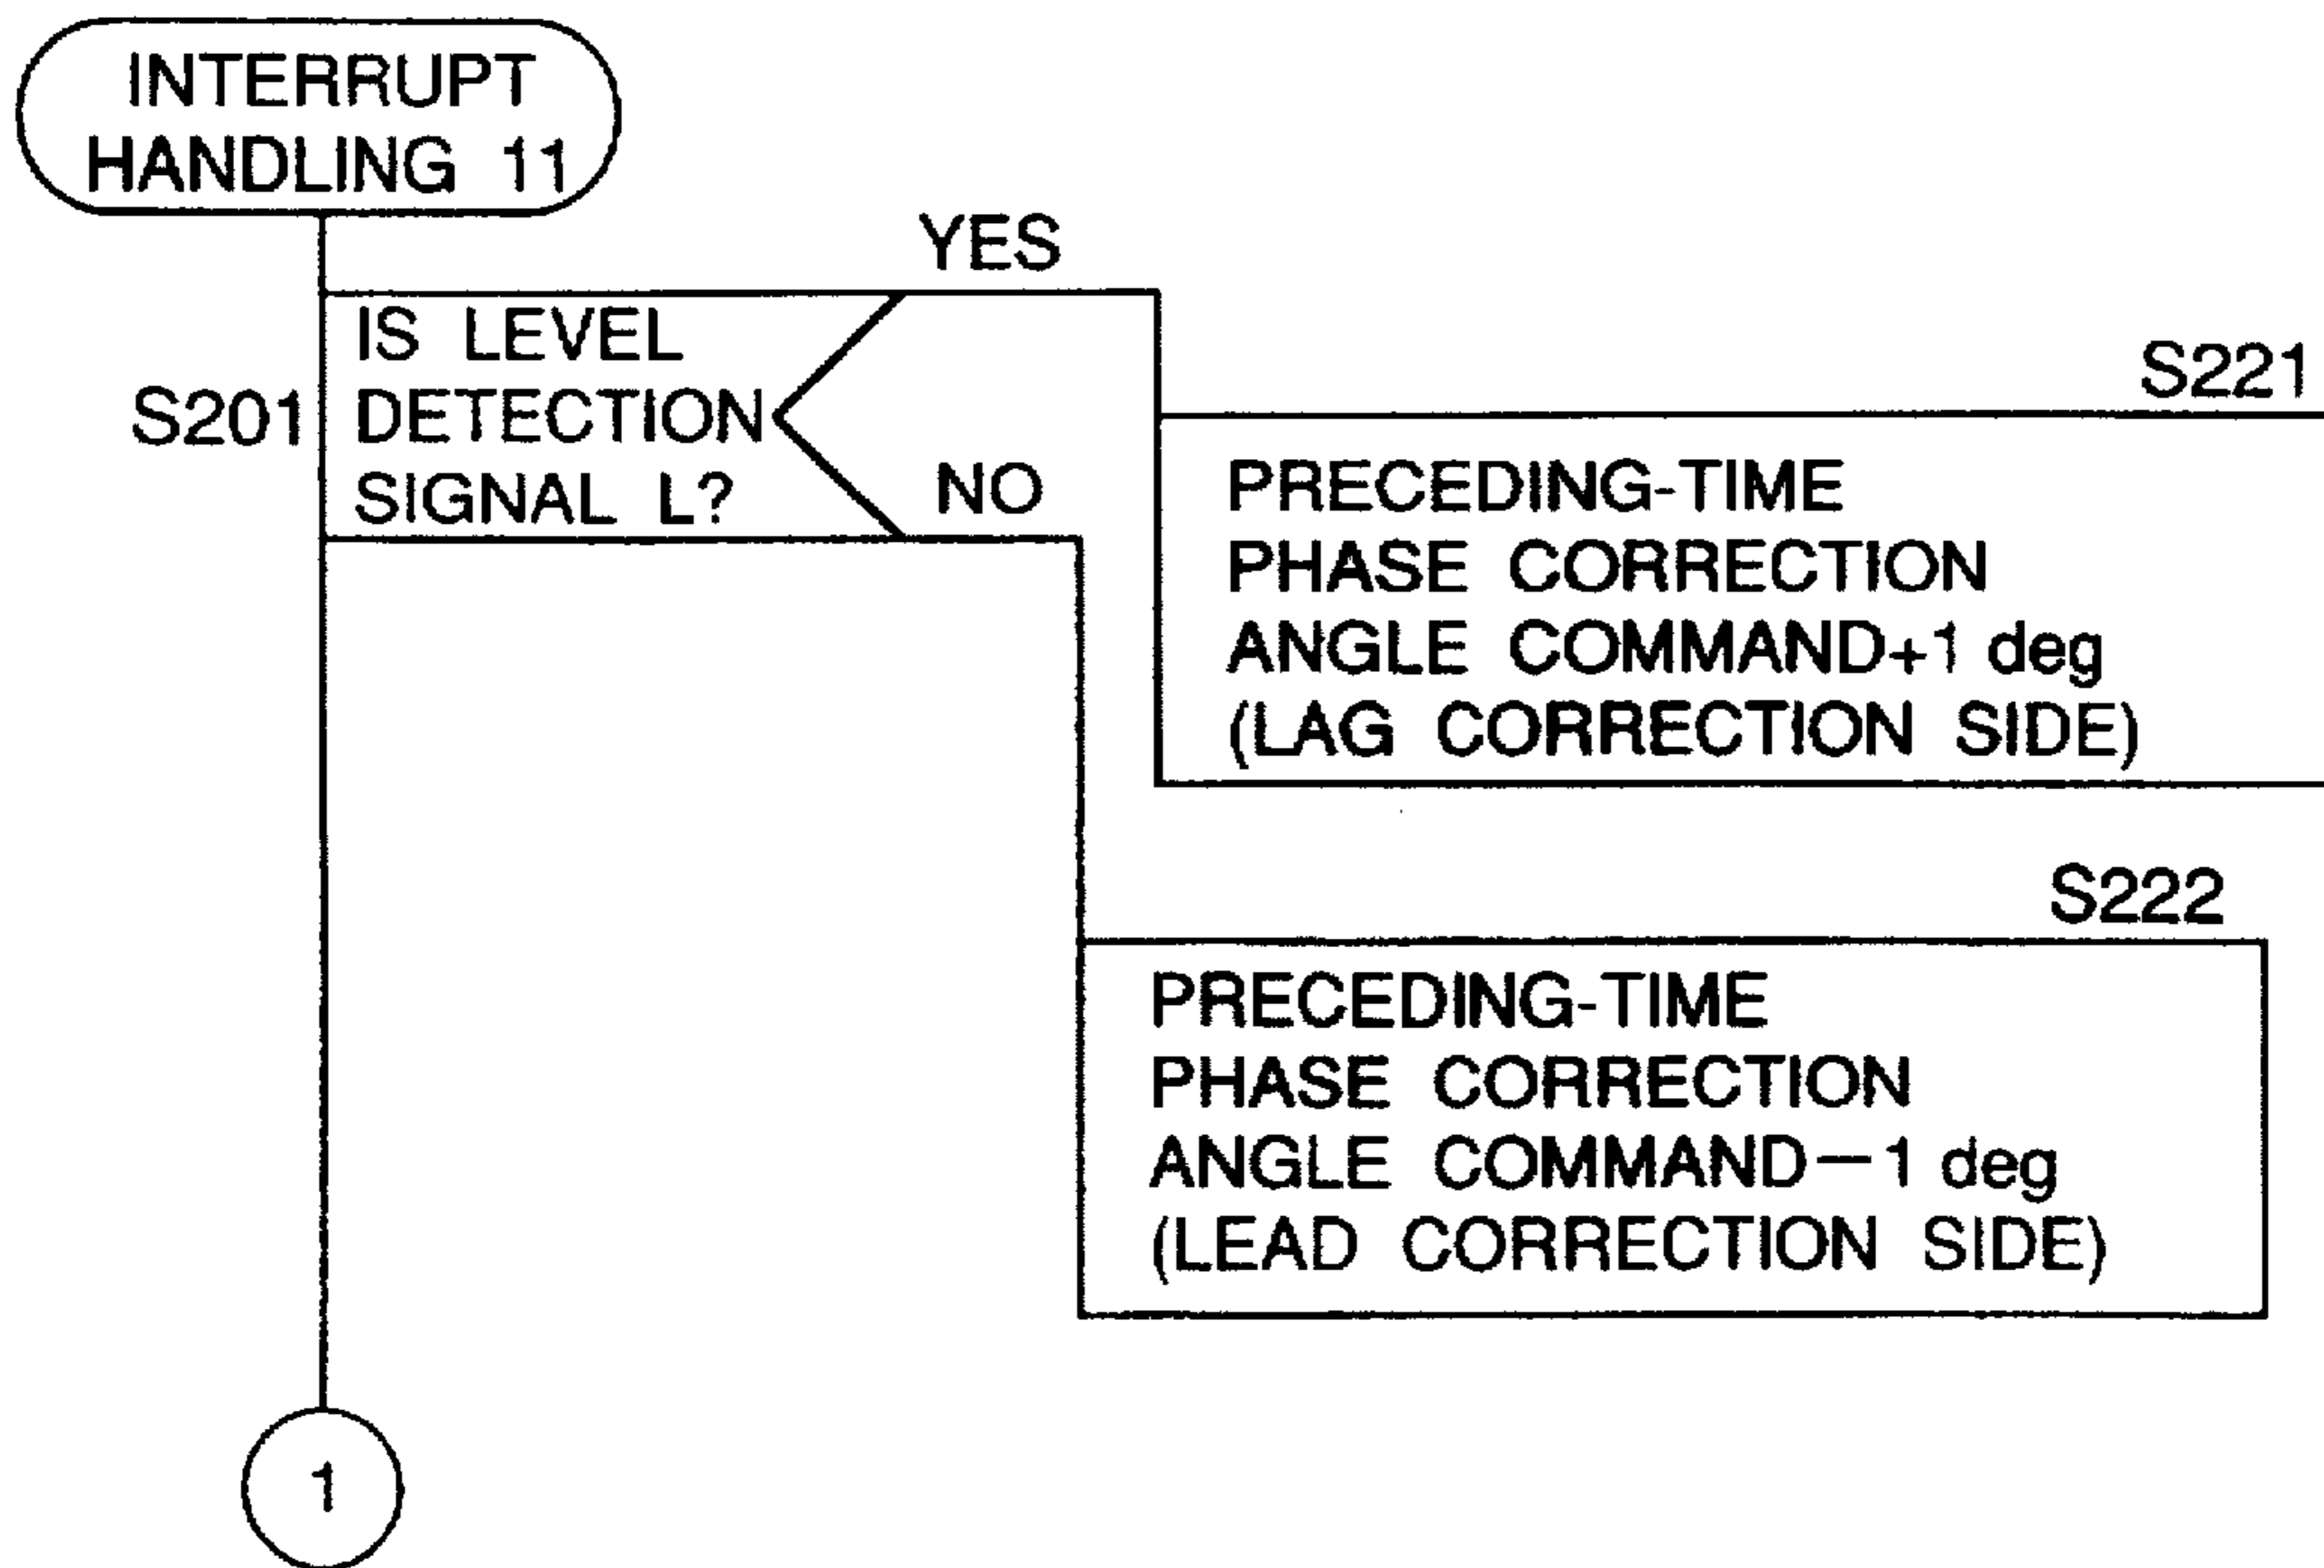 INTERRUPT
HANDLING 11
YES
IS LEVEL
DETECTION
SIGNAL L?
S201
NO
S221
PRECEDING-TIME
PHASE CORRECTION
ANGLE COMMAND+1 deg
(LAG CORRECTION SIDE)
S222
PRECEDING-TIME
PHASE CORRECTION
ANGLE COMMAND−1 deg
(LEAD CORRECTION SIDE)
1